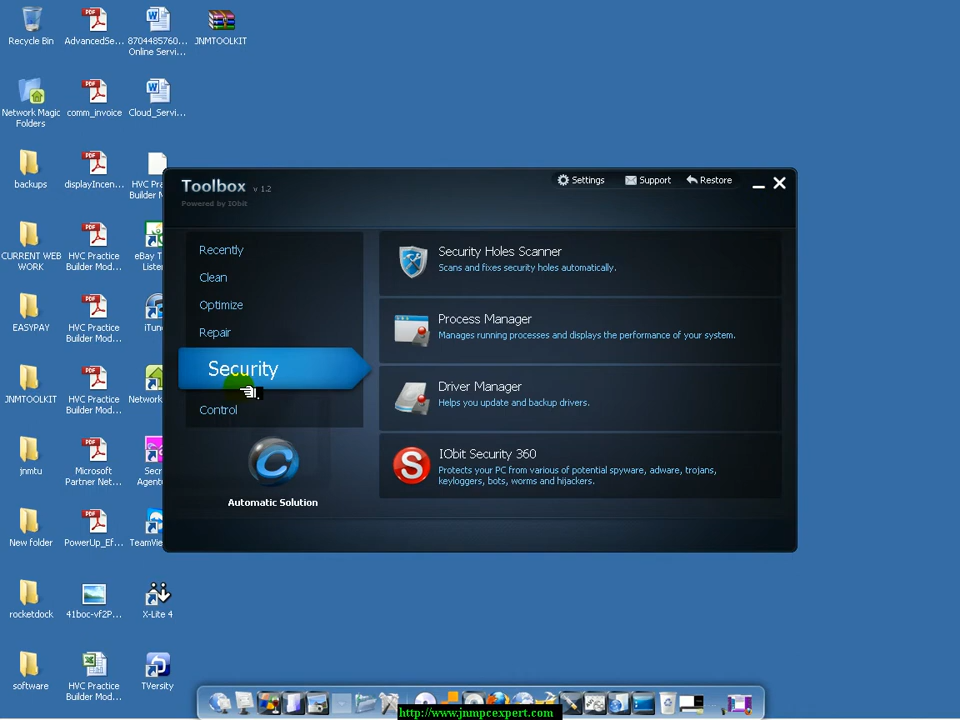 Recycle Bin
AdvancedSe...
8704485760...
Online Servi...
JNMTOOLKIT
Network Magic
Folders
comm_invoice
Cloud_Servi...
backups
displayIncen...
HVC Pra
Builder M
CURRENT WEB
WORK
HVC Practice
Builder Mod...
eBay T
Liste
EASYPAY
HVC Practice
Builder Mod...
iTun
JNMTOOLKIT
HVC Practice
Builder Mod...
Network
jnmtu
Microsoft
Partner Net...
Secr
Agent
New folder
PowerUp_Ef...
TeamVie
rocketdock
41boc-vf2P...
X-Lite 4
software
HVC Practice
Builder Mod...
TVersity
Toolbox v 1.2
Powered by IObit
Settings
Support
Restore
Recently
Clean
Optimize
Repair
Security
Control
Automatic Solution
Security Holes Scanner
Scans and fixes security holes automatically.
Process Manager
Manages running processes and displays the performance of your system.
Driver Manager
Helps you update and backup drivers.
IObit Security 360
Protects your PC from various of potential spyware, adware, trojans,
keyloggers, bots, worms and hijackers.
http://www.jnmpcexpert.com